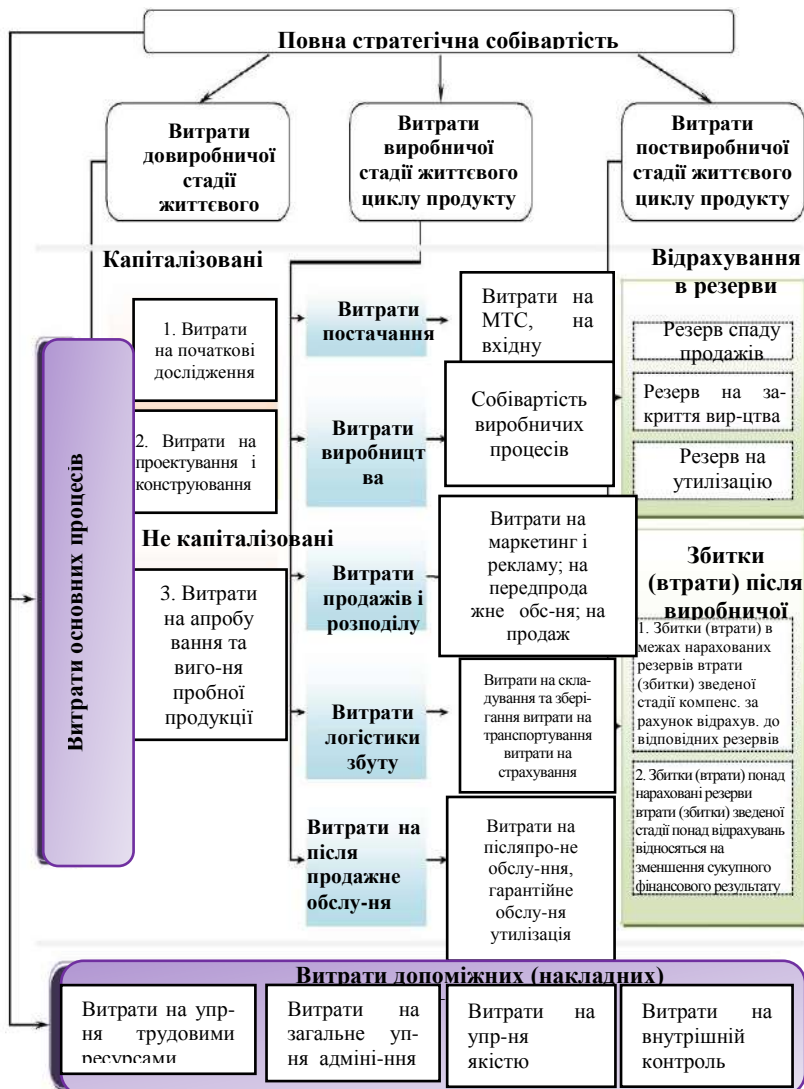 Повна стратегічна собівартість
Витрати
довиробничої
стадії
життєвого
Витрати
виробничої
стадії життєвого
циклу продукту
Витрати
поствиробничої
стадії життєвого
циклу продукту
Капіталізовані
Відрахування
в резерви
Витрати основних процесів
1. Витрати
на початкові
дослідження
2. Витрати на
проектування і
конструювання
Не капіталізовані
3. Витрати
на апробу
вання та
виго-ня
пробної
продукції
Витрати
постачання
Витрати на
МТС, на
вхідну
Витрати
виробницт
ва
Собівартість
виробничих
процесів
Витрати
продажів і
розподілу
Витрати на
маркетинг і
рекламу; на
передпрода
жне обс-ня; на
продаж
Витрати
логістики
збуту
Витрати на скла-
дування та збері-
гання витрати на
транспортування
витрати на
страхування
Витрати на
після
продажне
обслу-ня
Витрати на
післяпро-не
обслу-ння,
гарантійне
обслу-ня
утилізація
Резерв спаду
продажів
Резерв на за-
криття вир-цтва
Резерв на
утилізацію
Збитки
(втрати) після
виробничої
1. Збитки (втрати) в
межах нарахованих
резервів втрати
(збитки) зведеної
стадії компенс. за
рахунок відрахув. до
відповідних резервів
2. Збитки (втрати) понад
нараховані резерви
втрати (збитки) зведеної
стадії понад відрахувань
відносяться на
зменшення сукупного
фінансового результату
Витрати допоміжних (накладних)
Витрати на упр-
ня трудовими
ресурсами
Витрати на
загальне уп-
ня адміні-ння
Витрати на
упр-ня
якістю
Витрати на
внутрішній
контроль